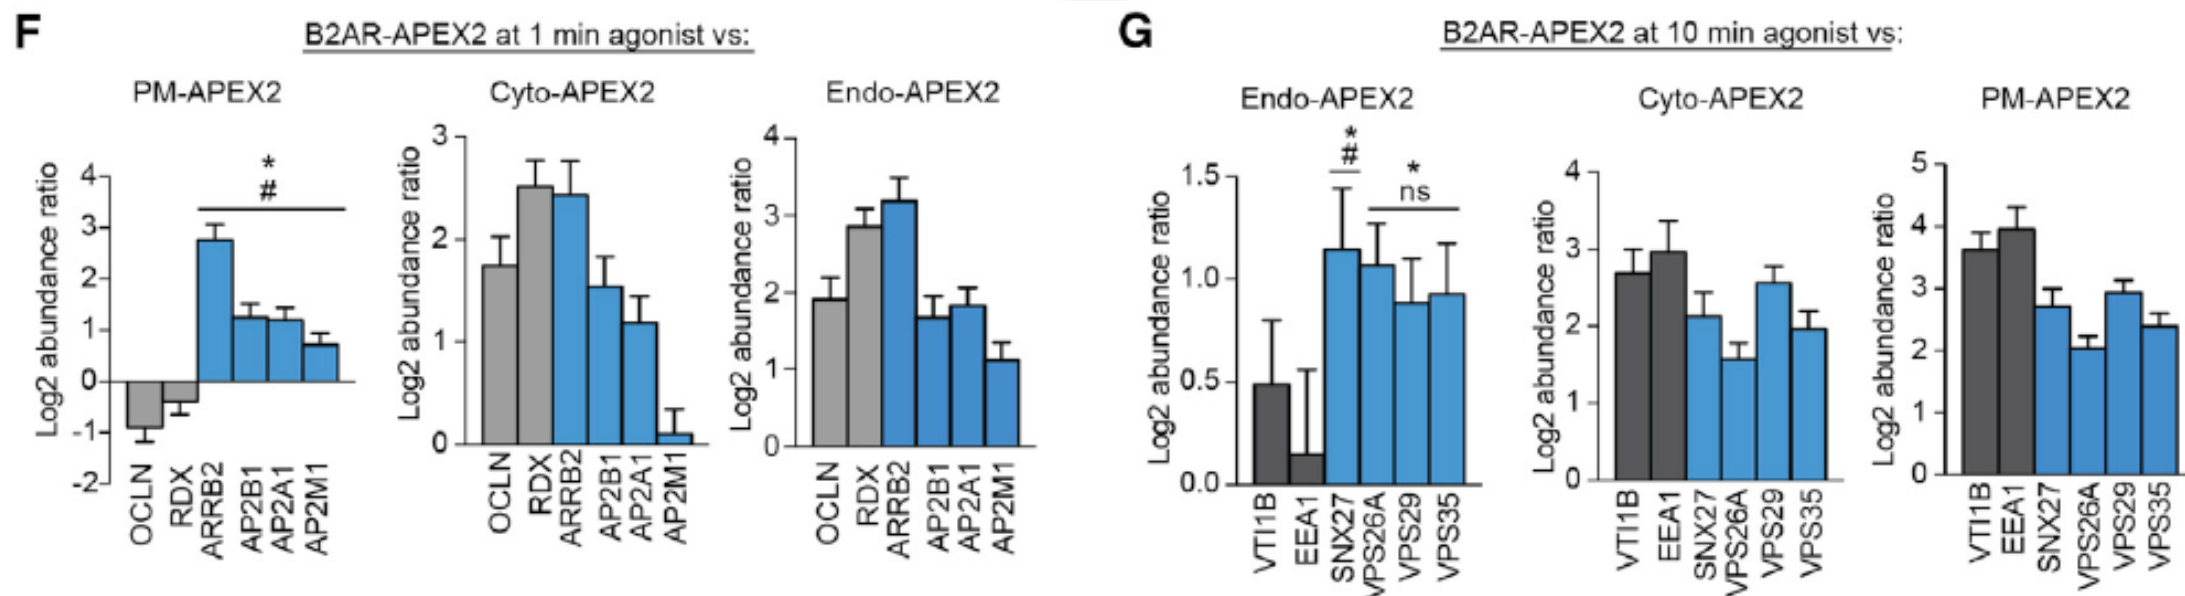 F
B2AR-APEX2 at 1 min agonist vs:
PM-APEX2
Log2 abundance ratio
4
3
2
1
0
-1
-2
*
#
OCLN
RDX
ARRB2
AP2B1
AP2A1
AP2M1
Cyto-APEX2
Log2 abundance ratio
3
2
1
0
OCLN
RDX
ARRB2
AP2B1
AP2A1
AP2M1
Endo-APEX2
Log2 abundance ratio
4
3
2
1
0
OCLN
RDX
ARRB2
AP2B1
AP2A1
AP2M1
G
B2AR-APEX2 at 10 min agonist vs:
Endo-APEX2
Log2 abundance ratio
1.5
1.0
0.5
0.0
*
#
*
ns
VTI1B
EEA1
SNX27
VPS26A
VPS29
VPS35
Cyto-APEX2
Log2 abundance ratio
4
3
2
1
0
VTI1B
EEA1
SNX27
VPS26A
VPS29
VPS35
PM-APEX2
Log2 abundance ratio
5
4
3
2
1
0
VTI1B
EEA1
SNX27
VPS26A
VPS29
VPS35